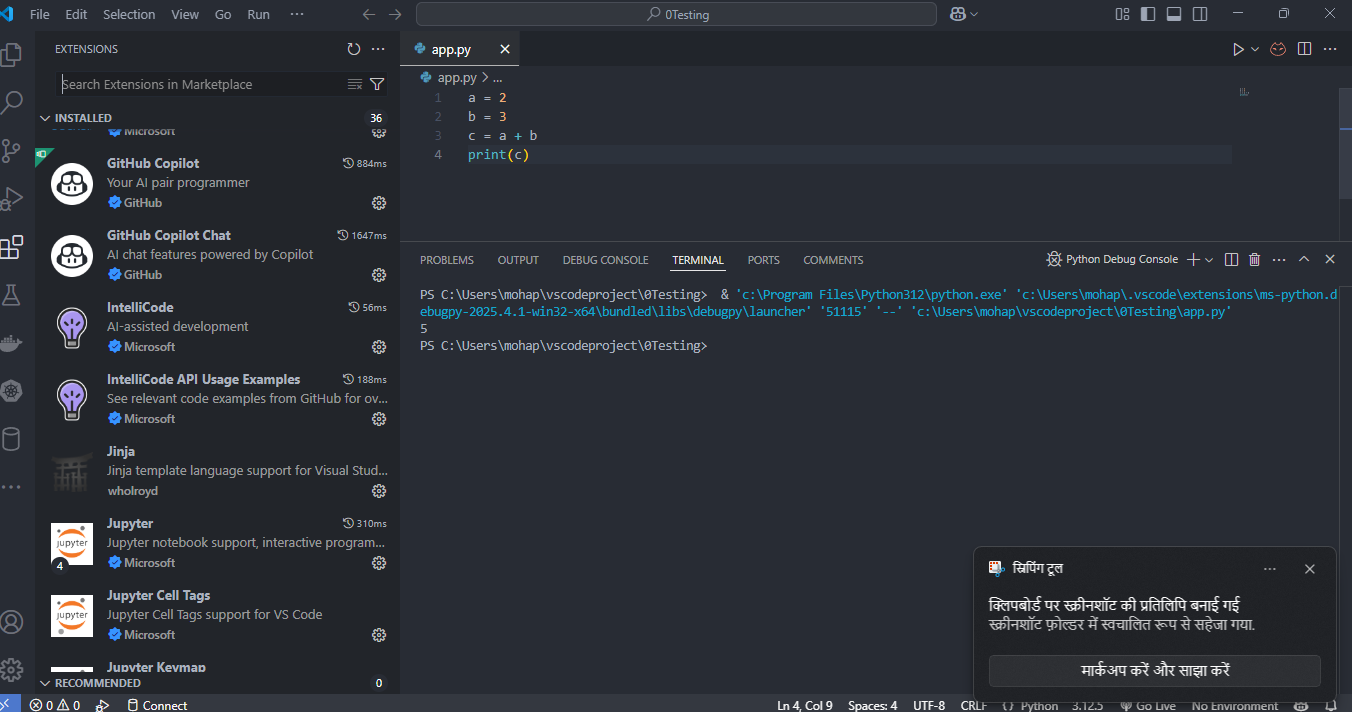 File Edit Selection View Go Run ··· 0Testing
EXTENSIONS
Search Extensions in Marketplace
INSTALLED 36
Microsoft
GitHub Copilot 884ms
Your AI pair programmer
GitHub
GitHub Copilot Chat 1647ms
AI chat features powered by Copilot
GitHub
IntelliCode 56ms
AI-assisted development
Microsoft
IntelliCode API Usage Examples 188ms
See relevant code examples from GitHub for ov...
Microsoft
Jinja
Jinja template language support for Visual Stud...
wholroyd
Jupyter 310ms
jupyter
Jupyter notebook support, interactive program...
4
Microsoft
Jupyter Cell Tags
jupyter
Jupyter Cell Tags support for VS Code
Microsoft
Jupyter Keymap
RECOMMENDED 0
app.py
app.py > ...
1 a = 2
2 b = 3
3 c = a + b
4 print(c)
PROBLEMS OUTPUT DEBUG CONSOLE TERMINAL PORTS COMMENTS Python Debug Console
PS C:\Users\mohap\vscodeproject\0Testing> & 'c:\Program Files\Python312\python.exe' 'c:\Users\mohap\.vscode\extensions\ms-python.d
ebugpy-2025.4.1-win32-x64\bundled\libs\debugpy\launcher' '51115' '--' 'c:\Users\mohap\vscodeproject\0Testing\app.py'
5
PS C:\Users\mohap\vscodeproject\0Testing>
स्निपिंग टूल
क्लिपबोर्ड पर स्क्रीनशॉट की प्रतिलिपि बनाई गई
स्क्रीनशॉट फ़ोल्डर में स्वचालित रूप से सहेजा गया.
मार्कअप करें और साझा करें
0 0 Connect Ln 4, Col 9 Spaces: 4 UTF-8 CRLF {} Python 3.12.5 Go Live No Environment